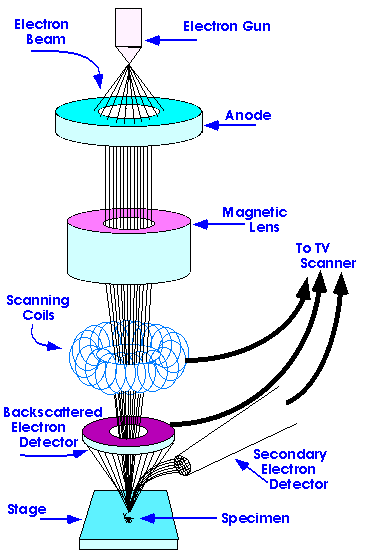 Electron
Beam
Electron Gun
Anode
Magnetic
Lens
To TV
Scanner
Scanning
Coils
Backscattered
Electron
Detector
Secondary
Electron
Detector
Stage
Specimen